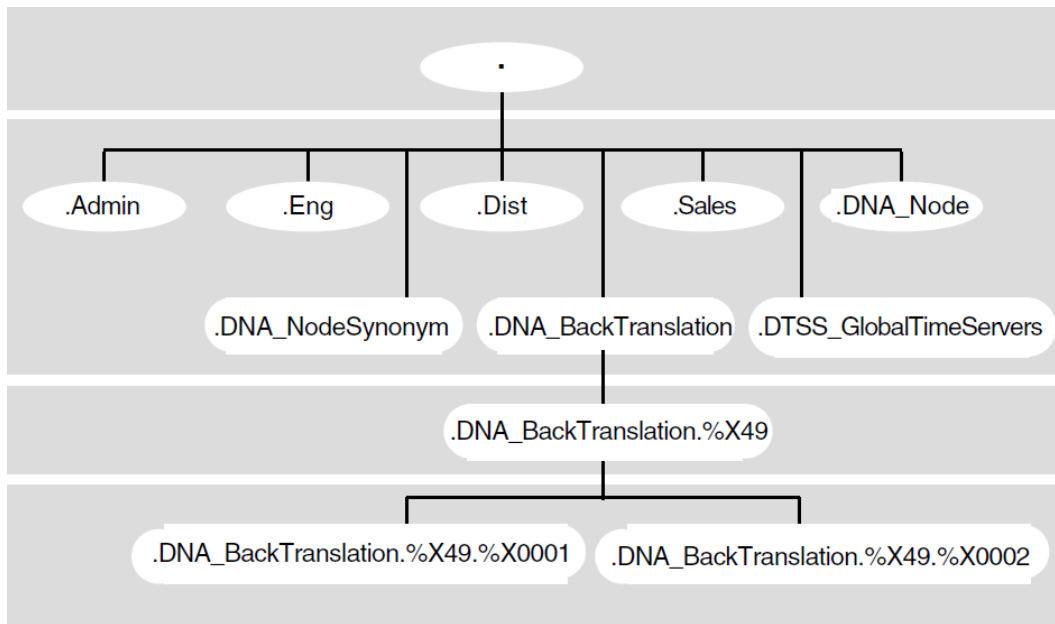 .
.Admin
.Eng
.Dist
.Sales
.DNA_Node
.DNA_NodeSynonym
.DNA_BackTranslation
.DTSS_GlobalTimeServers
.DNA_BackTranslation.%X49
.DNA_BackTranslation.%X49.%X0001
.DNA_BackTranslation.%X49.%X0002